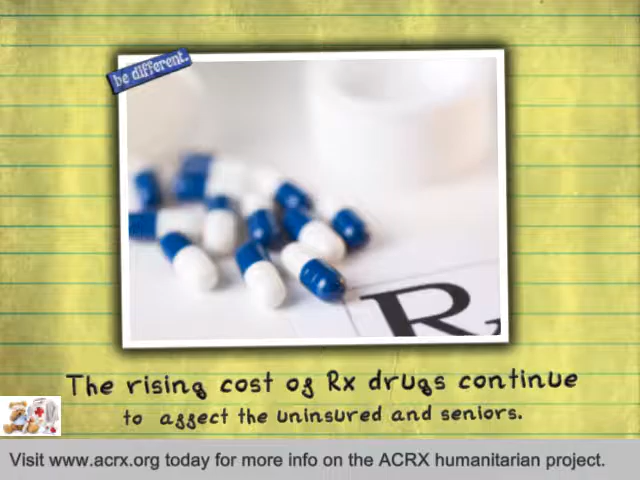 be different.
R
The rising cost of Rx drugs continue
to affect the uninsured and seniors.
Visit www.acrx.org today for more info on the ACRX humanitarian project.